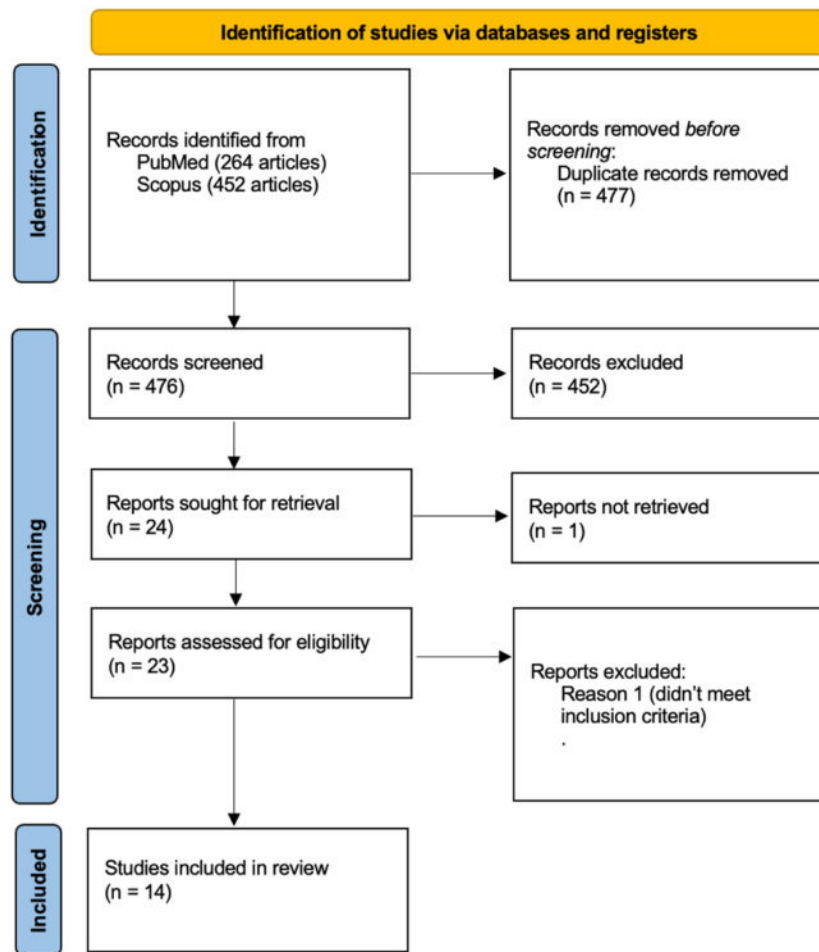 Identification of studies via databases and registers
Identification
Records identified from
PubMed (264 articles)
Scopus (452 articles)
Records removed before
screening:
Duplicate records removed
(n = 477)
Screening
Records screened
(n = 476)
Records excluded
(n = 452)
Reports sought for retrieval
(n = 24)
Reports not retrieved
(n = 1)
Reports assessed for eligibility
(n = 23)
Reports excluded:
Reason 1 (didn't meet
inclusion criteria)
.
Included
Studies included in review
(n = 14)